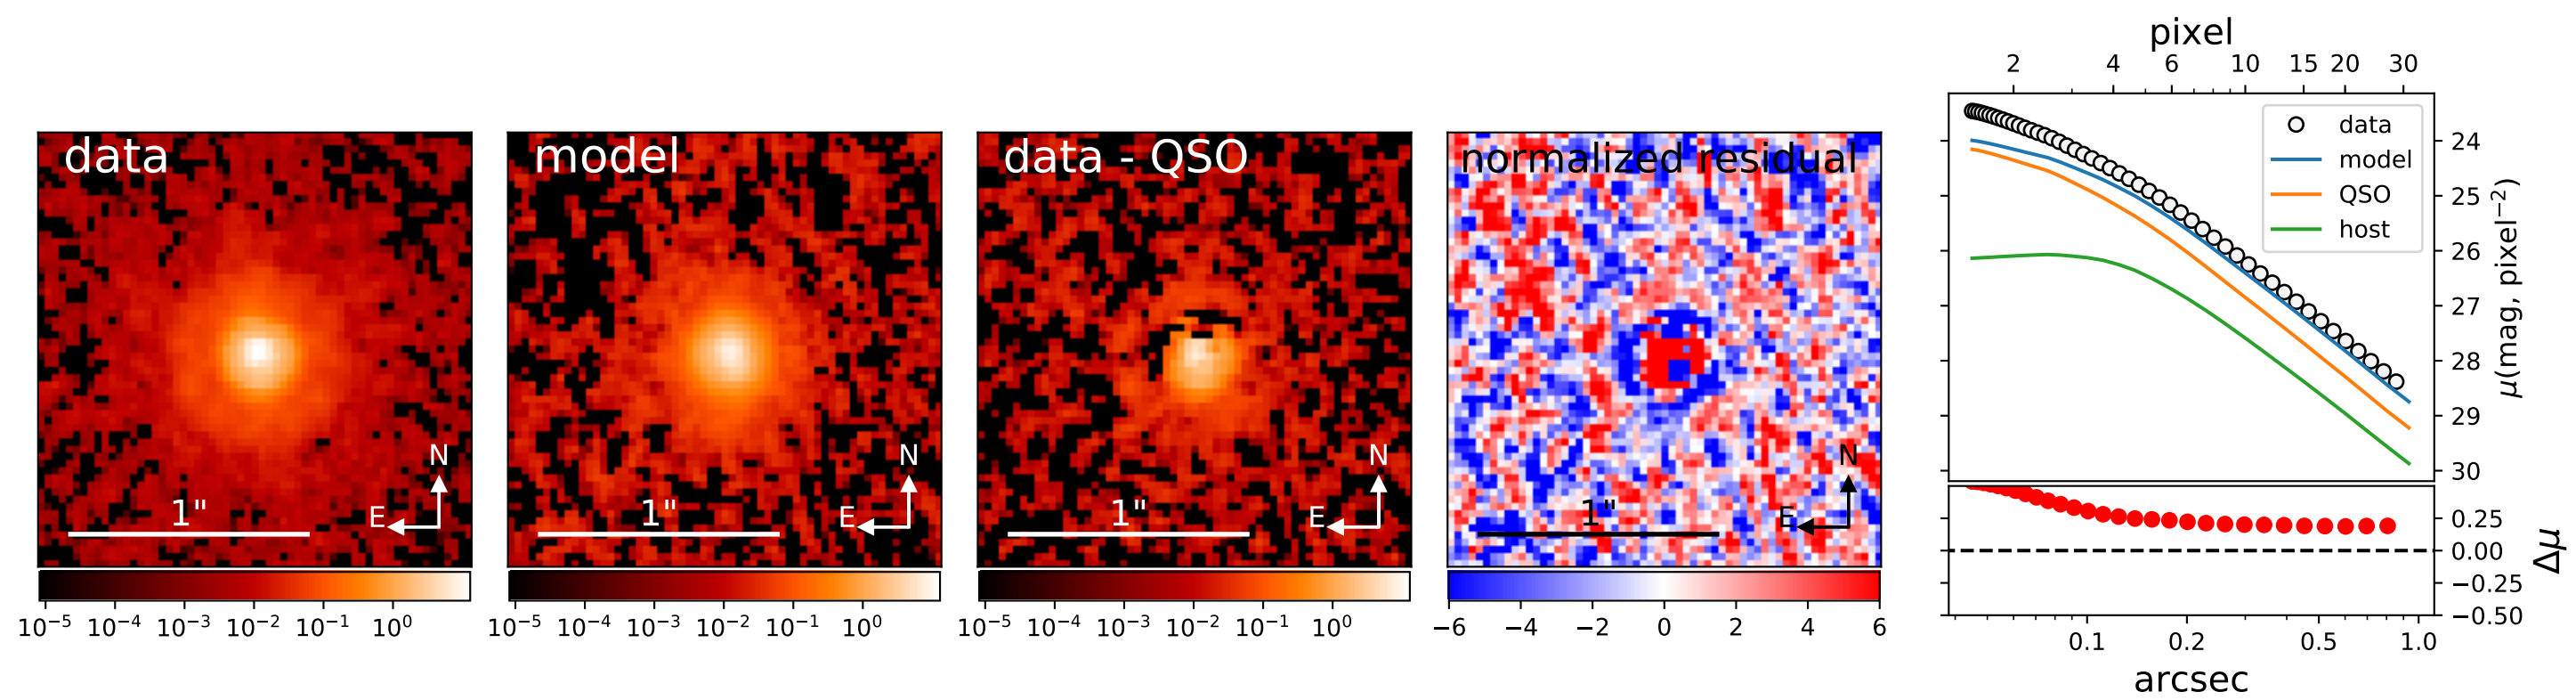 data
N
E
1"
10⁻⁵ 10⁻⁴ 10⁻³ 10⁻² 10⁻¹ 10⁰
model
N
E
1"
10⁻⁵ 10⁻⁴ 10⁻³ 10⁻² 10⁻¹ 10⁰
data - QSO
N
E
1"
10⁻⁵ 10⁻⁴ 10⁻³ 10⁻² 10⁻¹ 10⁰
normalized residual
N
E
1"
−6 −4 −2 0 2 4 6
pixel
2 4 6 10 15 20 30
data
model
QSO
host
24
25
26
27
28
29
30
μ(mag, pixel⁻²)
0.25
0.00
−0.25
−0.50
Δμ
0.1 0.2 0.5 1.0
arcsec